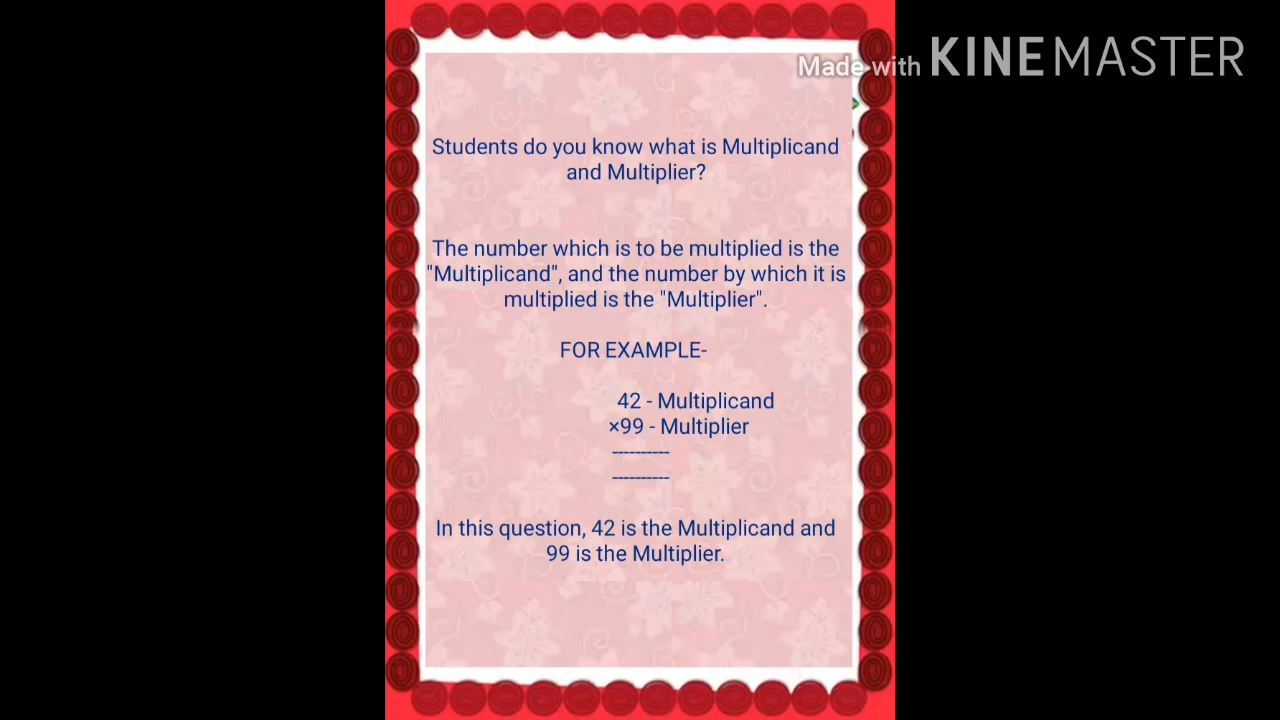 Made with KINEMASTER
Students do you know what is Multiplicand
and Multiplier?
The number which is to be multiplied is the
"Multiplicand", and the number by which it is
multiplied is the "Multiplier".
FOR EXAMPLE-
42 - Multiplicand
×99 - Multiplier
----------
----------
In this question, 42 is the Multiplicand and
99 is the Multiplier.